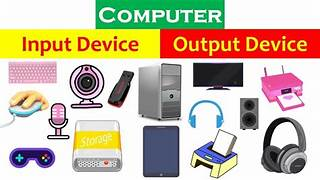 Computer
Input Device
Output Device
Storage